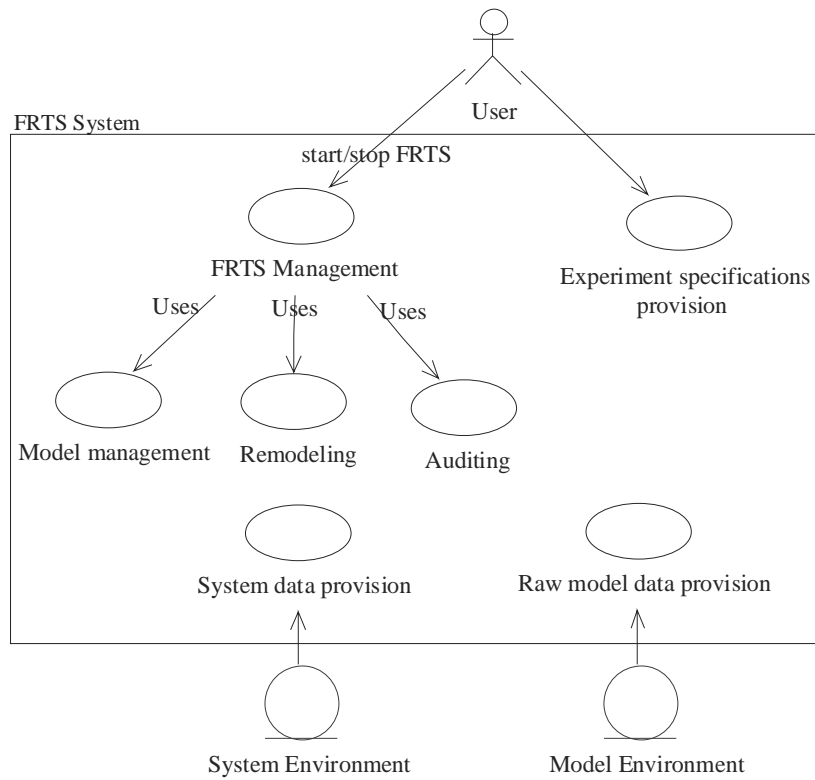 User
FRTS System
start/stop FRTS
FRTS Management
Experiment specifications
provision
Uses
Uses
Uses
Model management
Remodeling
Auditing
System data provision
Raw model data provision
System Environment
Model Environment